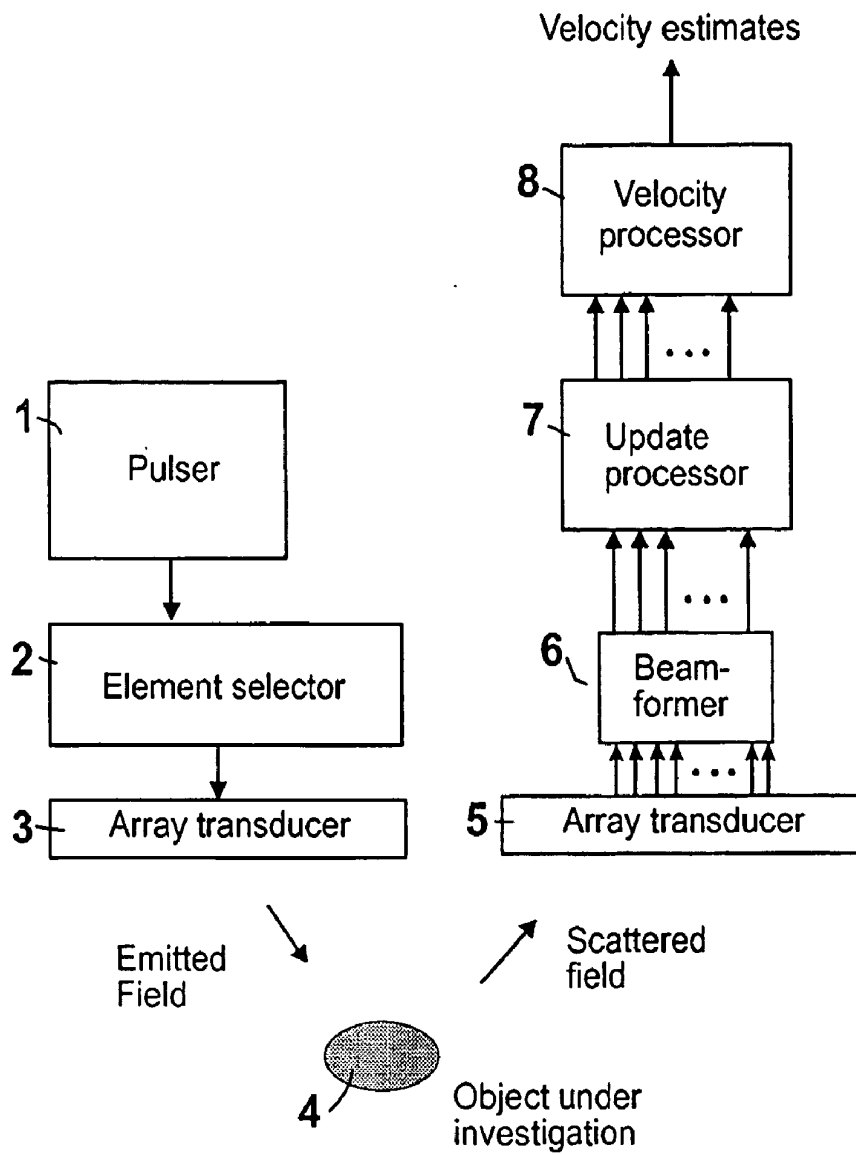 Velocity estimates
8
Velocity
processor
...
7
Update
processor
...
6
Beam-
former
...
5
Array transducer
1
Pulser
2
Element selector
3
Array transducer
Emitted
Field
Scattered
field
4
Object under
investigation